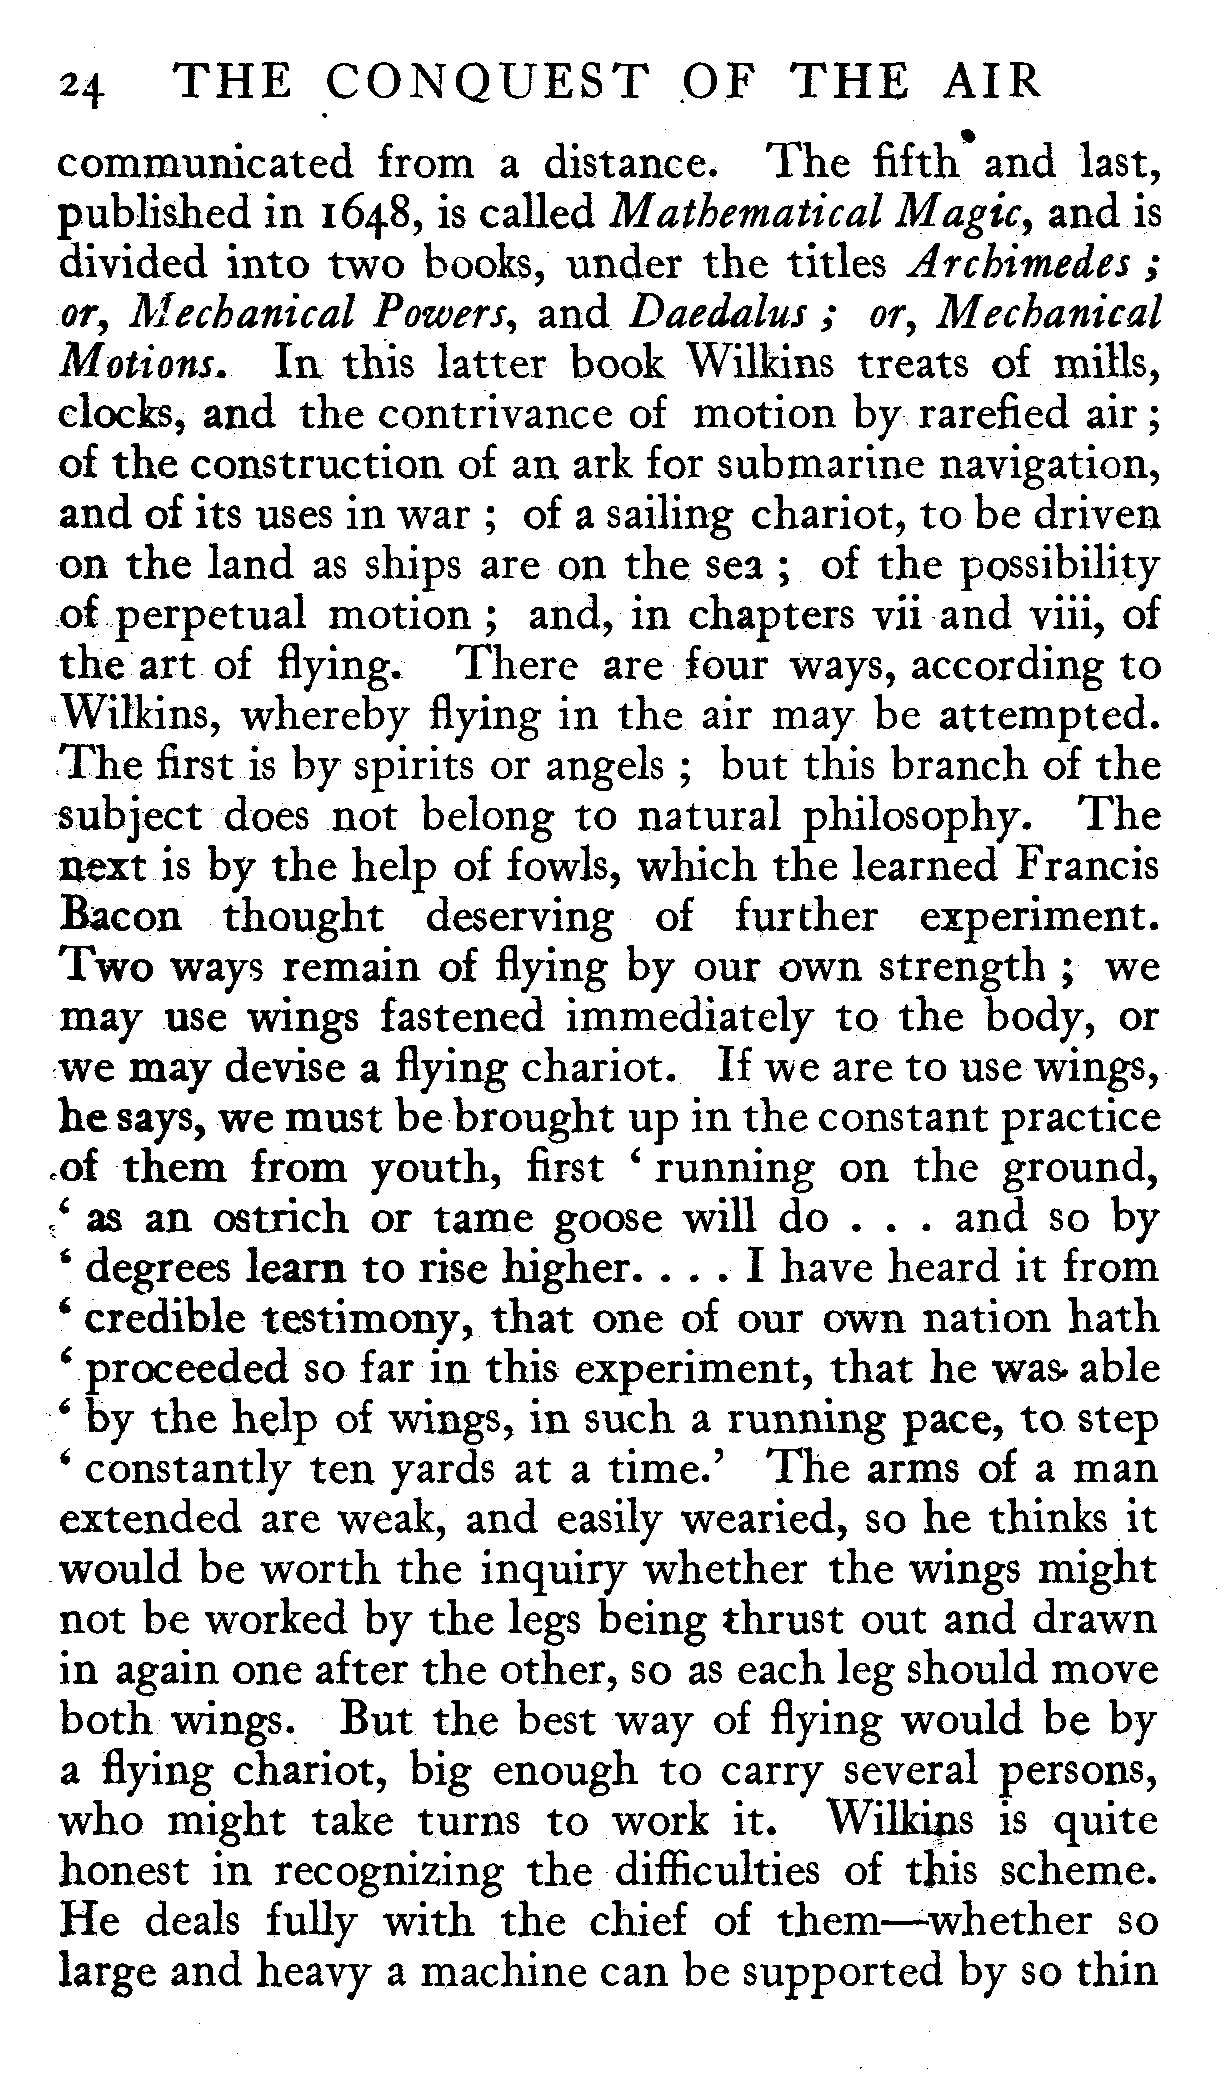 24 THE CONQUEST OF THE AIR
communicated from a distance. The fifth and last,
published in 1648, is called Mathematical Magic, and is
divided into two books, under the titles Archimedes ;
or, Mechanical Powers, and Daedalus ; or, Mechanical
Motions. In this latter book Wilkins treats of mills,
clocks, and the contrivance of motion by rarefied air ;
of the construction of an ark for submarine navigation,
and of its uses in war ; of a sailing chariot, to be driven
on the land as ships are on the sea ; of the possibility
of perpetual motion ; and, in chapters vii and viii, of
the art of flying. There are four ways, according to
Wilkins, whereby flying in the air may be attempted.
The first is by spirits or angels ; but this branch of the
subject does not belong to natural philosophy. The
next is by the help of fowls, which the learned Francis
Bacon thought deserving of further experiment.
Two ways remain of flying by our own strength ; we
may use wings fastened immediately to the body, or
we may devise a flying chariot. If we are to use wings,
he says, we must be brought up in the constant practice
of them from youth, first ‘ running on the ground,
‘ as an ostrich or tame goose will do . . . and so by
‘ degrees learn to rise higher. . . . I have heard it from
‘ credible testimony, that one of our own nation hath
‘ proceeded so far in this experiment, that he was able
‘ by the help of wings, in such a running pace, to step
‘ constantly ten yards at a time.’ The arms of a man
extended are weak, and easily wearied, so he thinks it
would be worth the inquiry whether the wings might
not be worked by the legs being thrust out and drawn
in again one after the other, so as each leg should move
both wings. But the best way of flying would be by
a flying chariot, big enough to carry several persons,
who might take turns to work it. Wilkins is quite
honest in recognizing the difficulties of this scheme.
He deals fully with the chief of them—whether so
large and heavy a machine can be supported by so thin